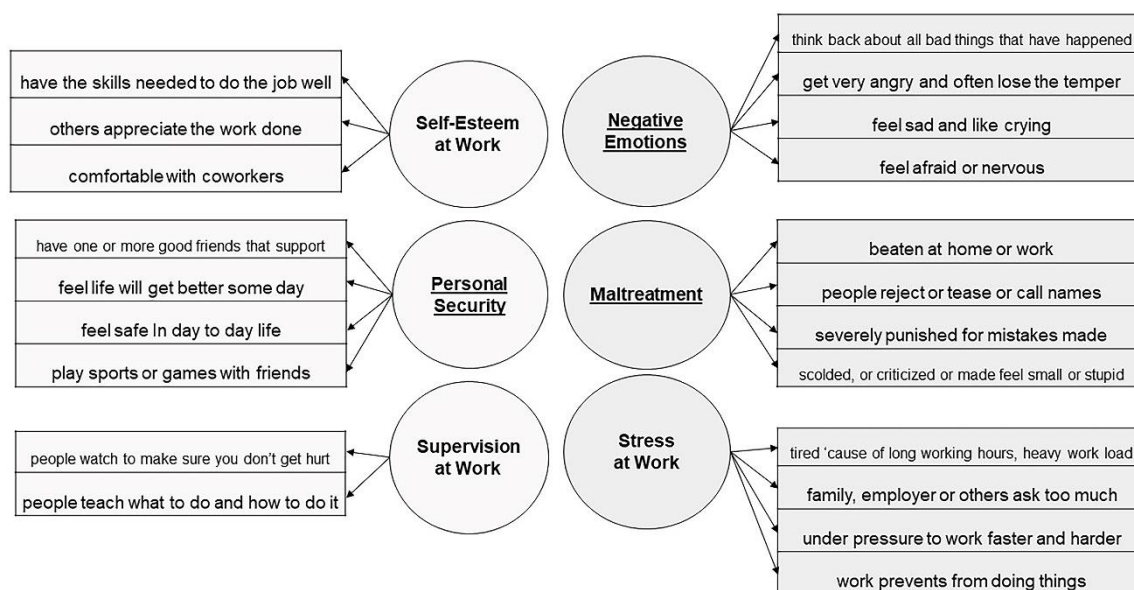 have the skills needed to do the job well
others appreciate the work done
comfortable with coworkers
Self-Esteem
at Work
Negative
Emotions
think back about all bad things that have happened
get very angry and often lose the temper
feel sad and like crying
feel afraid or nervous
have one or more good friends that support
feel life will get better some day
feel safe In day to day life
play sports or games with friends
Personal
Security
Maltreatment
beaten at home or work
people reject or tease or call names
severely punished for mistakes made
scolded, or criticized or made feel small or stupid
people watch to make sure you don't get hurt
people teach what to do and how to do it
Supervision
at Work
Stress
at Work
tired 'cause of long working hours, heavy work load
family, employer or others ask too much
under pressure to work faster and harder
work prevents from doing things